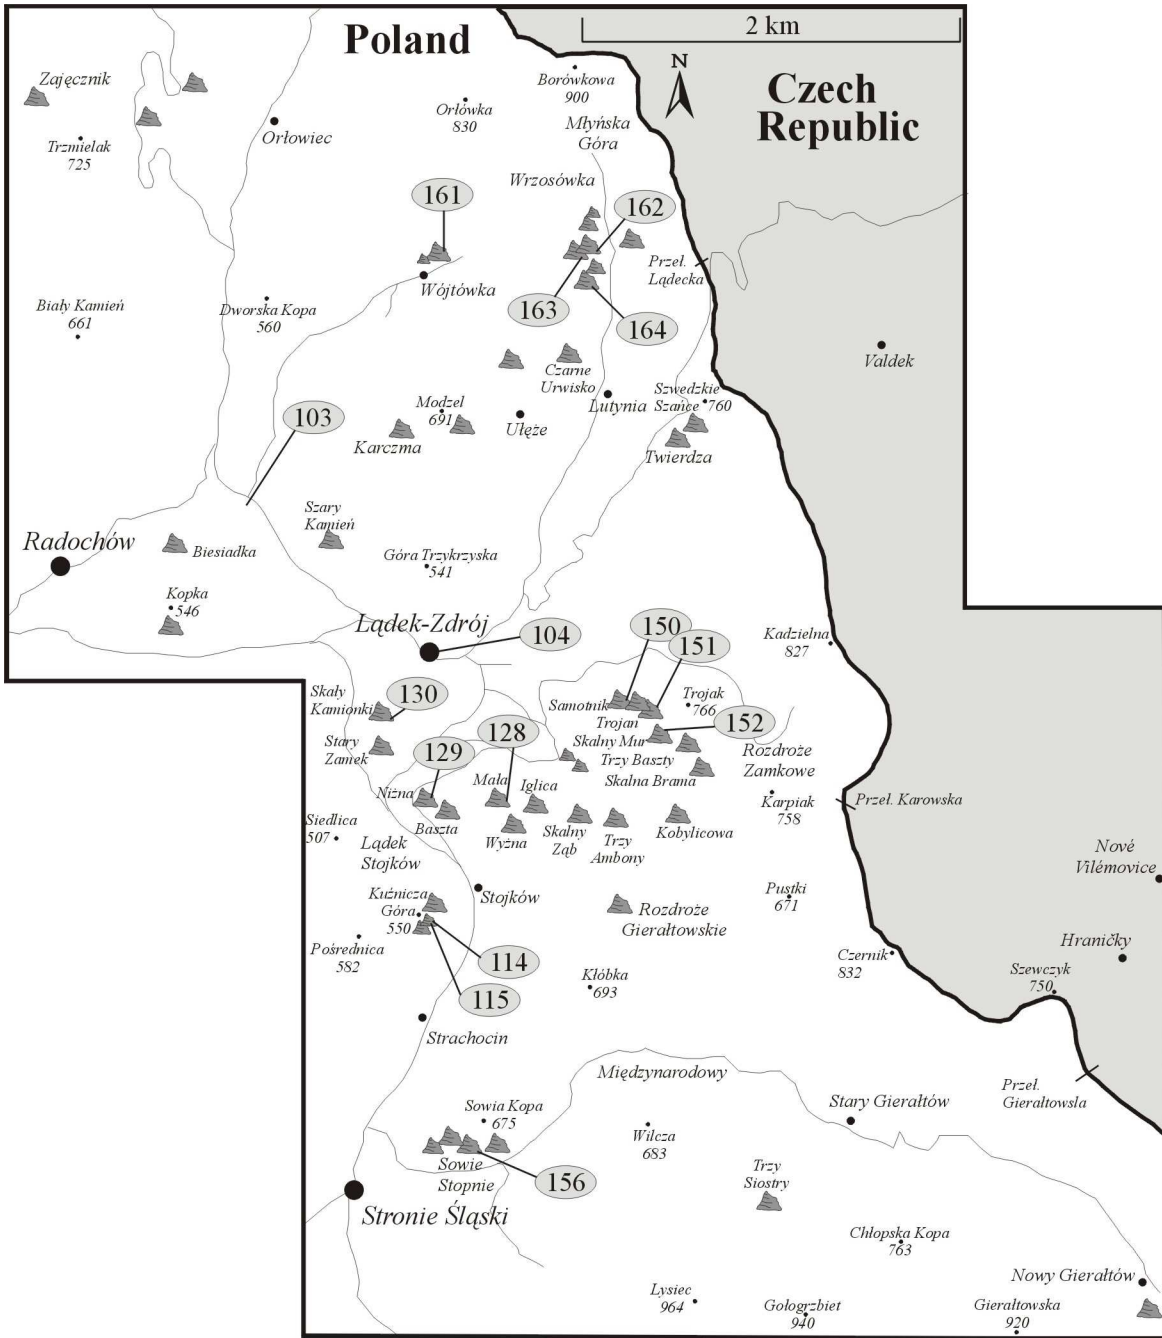 Poland
2 km
N
Czech
Republic
Zajęcznik
Borówkowa
900
Orłówka
830
Orłowiec
Młyńska
Góra
Trzmielak
725
Wrzosówka
161
162
Przeł.
Lądecka
Wójtówka
163
164
Biały Kamień
661
Dworska Kopa
560
Valdek
Czarne
Urwisko
Szwedzkie
Szańce 760
Lutynia
Modzel
691
103
Ułęże
Karczma
Twierdza
Szary
Kamień
Radochów
Biesiadka
Góra Trzykrzyska
541
Kopka
546
Lądek-Zdrój
104
150
151
Kadzielna
827
Skały
Kamionki
130
Samotnik
Trojak
766
Trojan
152
Stary
Zamek
129
128
Skalny Mur
Trzy Baszty
Skalna Brama
Rozdroże
Zamkowe
Niżna
Mała
Iglica
Karpiak
758
Przeł. Karowska
Siedlica
507
Baszta
Wyżna
Skalny
Ząb
Trzy
Ambony
Kobylicowa
Lądek
Stojków
Nové
Vilémovice
Kuźnicza
Góra
550
Stojków
Pustki
671
Rozdroże
Gierałtowskie
Pośrednica
582
114
Czernik
832
Hraničky
115
Kłóbka
693
Szewczyk
750
Strachocin
Międzynarodowy
Przeł.
Gierałtowsla
Sowia Kopa
675
Stary Gierałtów
Wilcza
683
Sowie
Stopnie
156
Trzy
Siostry
Stronie Śląski
Chłopska Kopa
763
Nowy Gierałtów
Lysiec
964
Gołogrzbiet
940
Gierałtowska
920